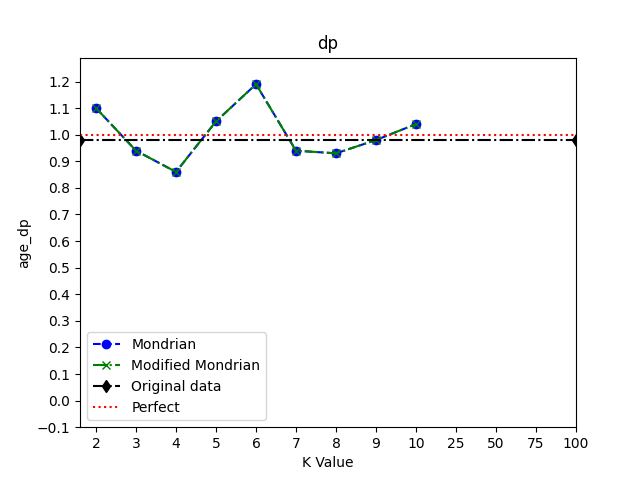 dp
age_dp
1.2
1.1
1.0
0.9
0.8
0.7
0.6
0.5
0.4
0.3
0.2
0.1
0.0
−0.1
Mondrian
Modified Mondrian
Original data
Perfect
2 3 4 5 6 7 8 9 10 25 50 75 100
K Value